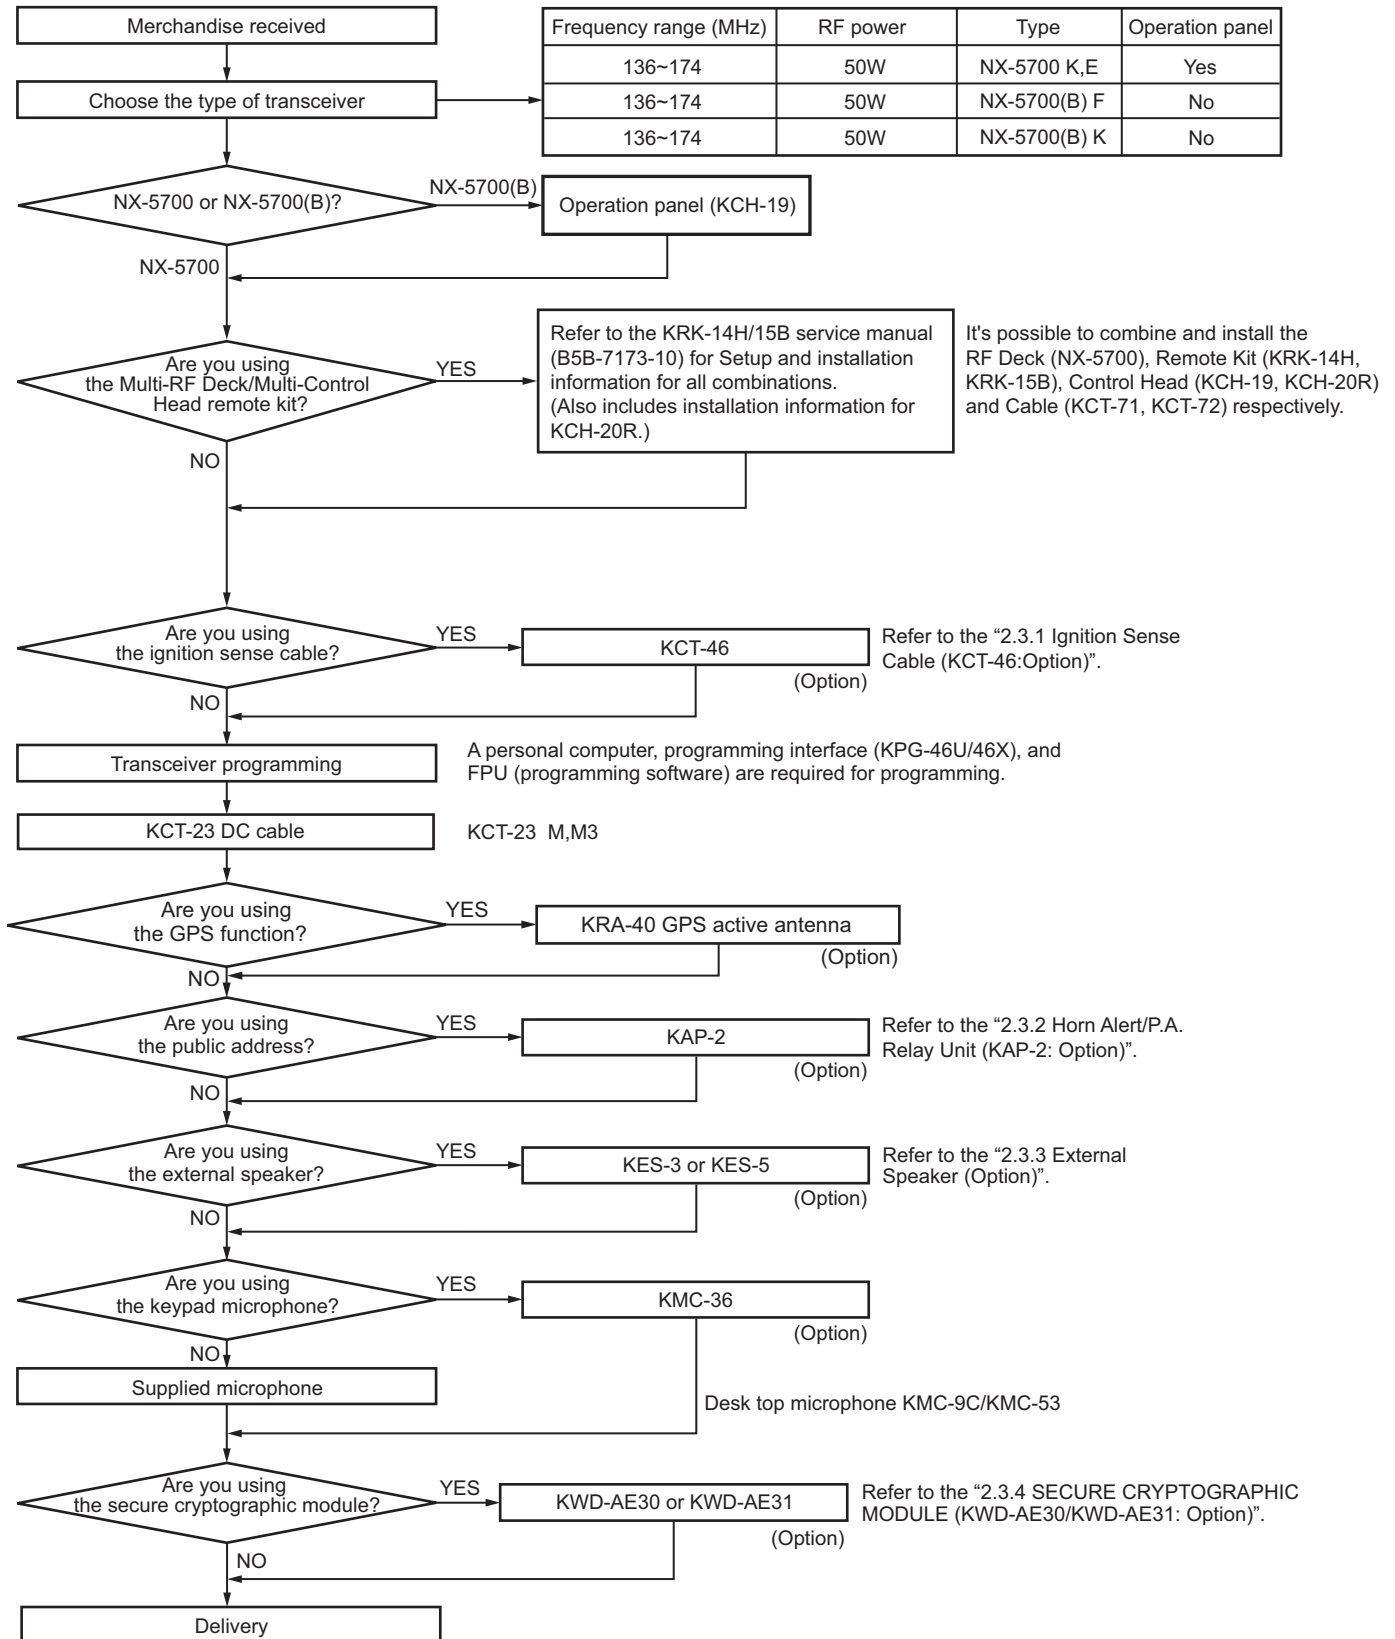 Merchandise received
Choose the type of transceiver
Frequency range (MHz) RF power Type Operation panel
136~174 50W NX-5700 K,E Yes
136~174 50W NX-5700(B) F No
136~174 50W NX-5700(B) K No
NX-5700 or NX-5700(B)?
NX-5700(B)
Operation panel (KCH-19)
NX-5700
Are you using
the Multi-RF Deck/Multi-Control
Head remote kit?
YES
Refer to the KRK-14H/15B service manual
(B5B-7173-10) for Setup and installation
information for all combinations.
(Also includes installation information for
KCH-20R.)
It's possible to combine and install the
RF Deck (NX-5700), Remote Kit (KRK-14H,
KRK-15B), Control Head (KCH-19, KCH-20R)
and Cable (KCT-71, KCT-72) respectively.
NO
Are you using
the ignition sense cable?
YES
KCT-46
(Option)
Refer to the “2.3.1 Ignition Sense
Cable (KCT-46:Option)”.
NO
Transceiver programming
A personal computer, programming interface (KPG-46U/46X), and
FPU (programming software) are required for programming.
KCT-23 DC cable
KCT-23 M,M3
Are you using
the GPS function?
YES
KRA-40 GPS active antenna
(Option)
NO
Are you using
the public address?
YES
KAP-2
(Option)
Refer to the “2.3.2 Horn Alert/P.A.
Relay Unit (KAP-2: Option)”.
NO
Are you using
the external speaker?
YES
KES-3 or KES-5
(Option)
Refer to the “2.3.3 External
Speaker (Option)”.
NO
Are you using
the keypad microphone?
YES
KMC-36
(Option)
NO
Supplied microphone
Desk top microphone KMC-9C/KMC-53
Are you using
the secure cryptographic module?
YES
KWD-AE30 or KWD-AE31
(Option)
Refer to the “2.3.4 SECURE CRYPTOGRAPHIC
MODULE (KWD-AE30/KWD-AE31: Option)”.
NO
Delivery